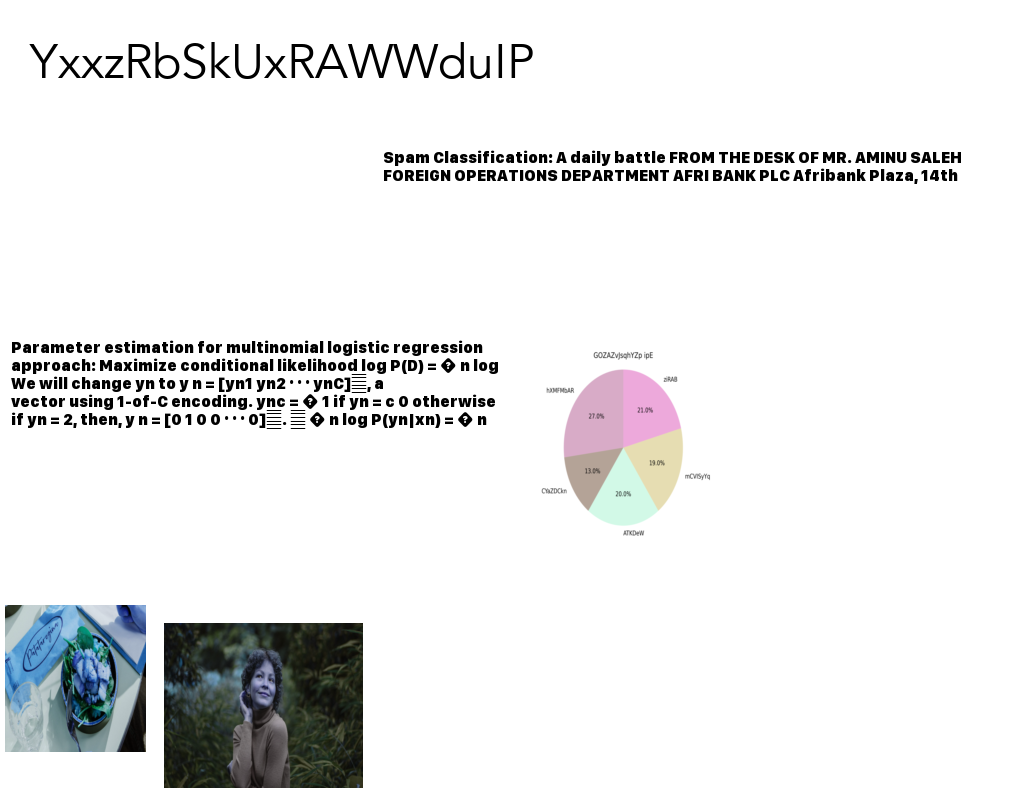 YxxzRbSkUxRAWWduIP
Spam Classification: A daily battle FROM THE DESK OF MR. AMINU SALEH
FOREIGN OPERATIONS DEPARTMENT AFRI BANK PLC Afribank Plaza, 14th
Parameter estimation for multinomial logistic regression
approach: Maximize conditional likelihood log P(D) = � n log
We will change yn to y n = [yn1 yn2 · · · ynC], a
vector using 1-of-C encoding. ync = � 1 if yn = c 0 otherwise
if yn = 2, then, y n = [0 1 0 0 · · · 0]. � n log P(yn|xn) = � n
GOZAZvJsqhYZp ipE
ziRAB
hXMFMbAR
27.0%
21.0%
19.0%
13.0%
mCVISyYq
CYaZDCkn
20.0%
ATKDeW